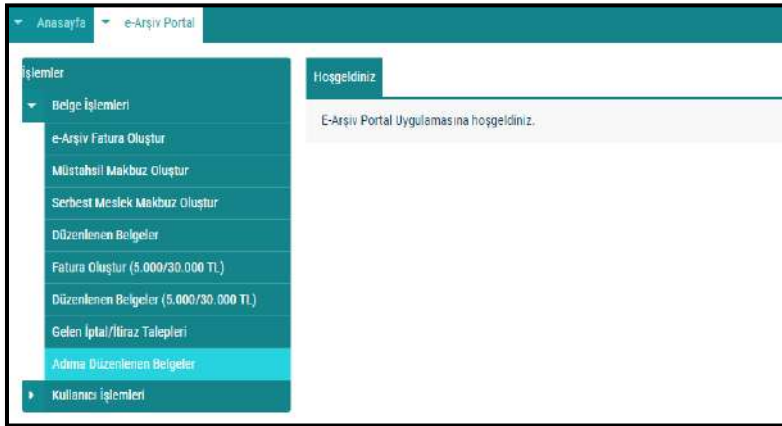 Anasayfa
e-Arşiv Portal
İşlemler
Belge İşlemleri
e-Arşiv Fatura Oluştur
Müstahsil Makbuz Oluştur
Serbest Meslek Makbuz Oluştur
Düzenlenen Belgeler
Fatura Oluştur (5.000/30.000 TL)
Düzenlenen Belgeler (5.000/30.000 TL)
Gelen İptal/İtiraz Talepleri
Adıma Düzenlenen Belgeler
Kullanıcı İşlemleri
Hoşgeldiniz
E-Arşiv Portal Uygulamasına hoşgeldiniz.